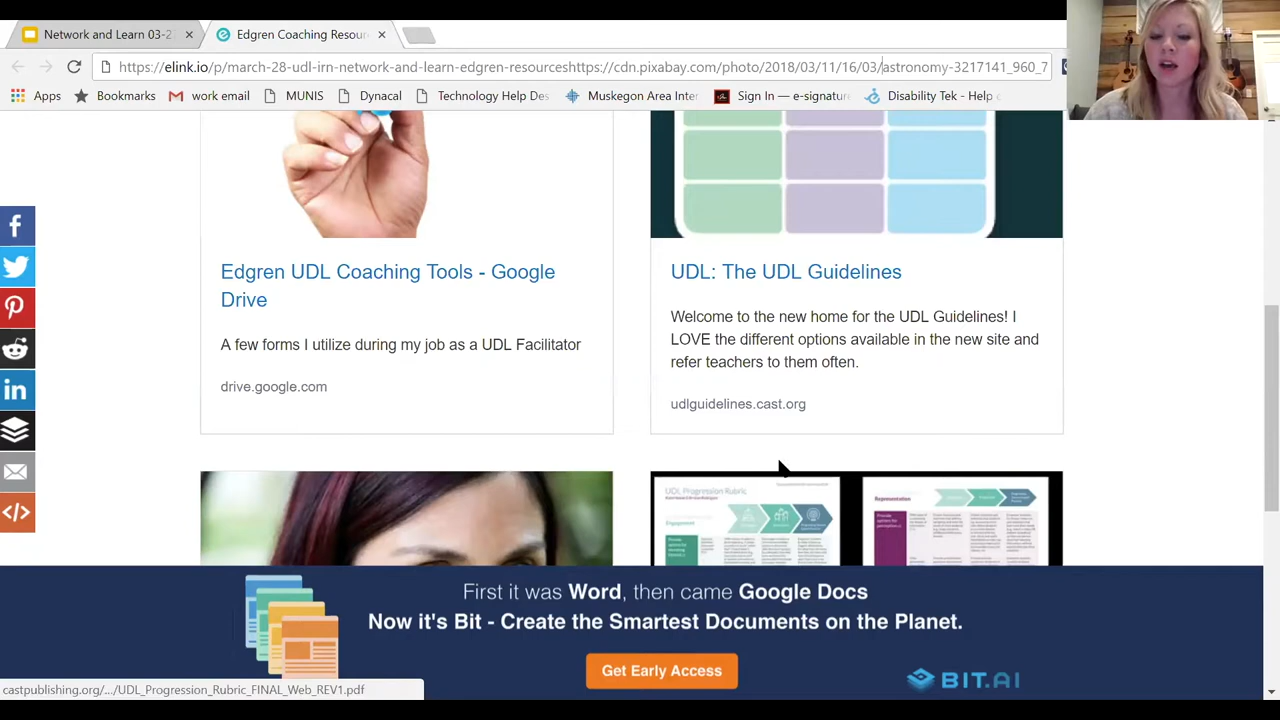 Network and Learn 03-2
Edgren Coaching Resour
https://elink.io/p/march-28-udl-irn-network-and-learn-edgren-resourceshttps://cdn.pixabay.com/photo/2018/03/11/16/03/astronomy-3217141_960_7
Apps Bookmarks work email MUNIS Dynacal Technology Help Des Muskegon Area Inter Sign In — e-signatur Disability Tek - Help c
Edgren UDL Coaching Tools - Google
Drive
A few forms I utilize during my job as a UDL Facilitator
drive.google.com
UDL: The UDL Guidelines
Welcome to the new home for the UDL Guidelines! I
LOVE the different options available in the new site and
refer teachers to them often.
udlguidelines.cast.org
UDL Progression Rubric
Engagement
Representation
First it was Word, then came Google Docs
Now it's Bit - Create the Smartest Documents on the Planet.
Get Early Access
BIT.AI
castpublishing.org/.../UDL_Progression_Rubric_FINAL_Web_REV1.pdf